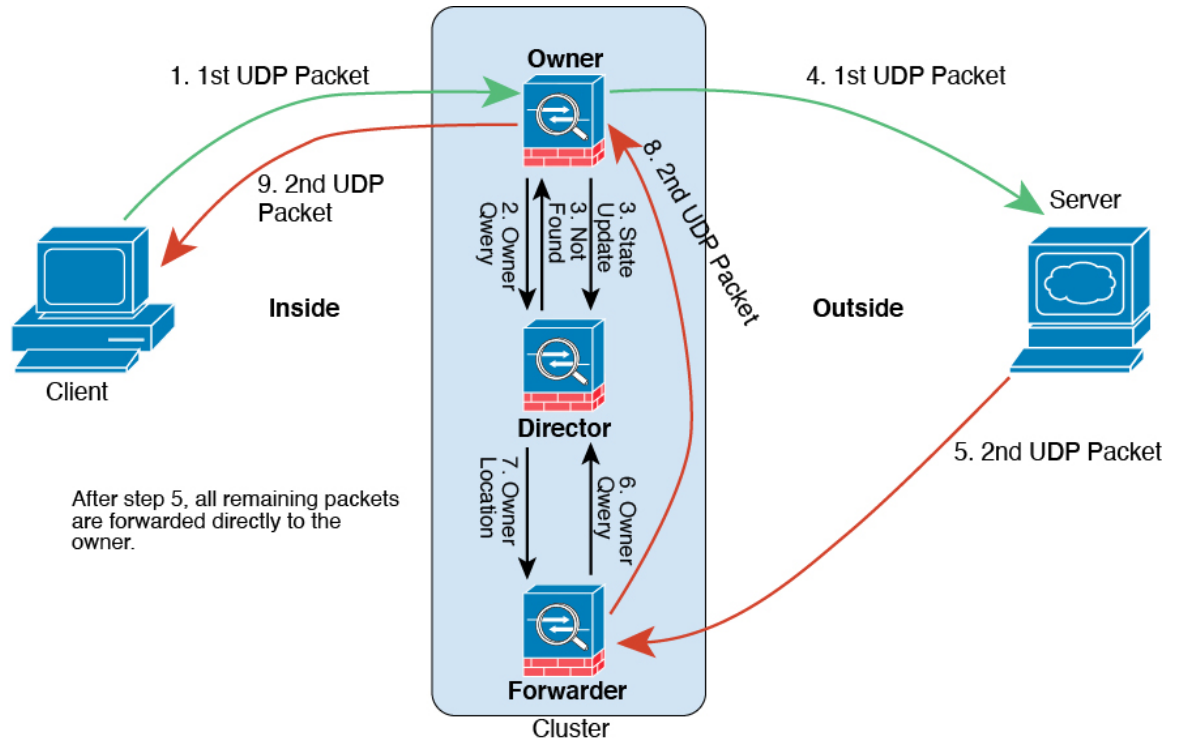 Owner
1. 1st UDP Packet
4. 1st UDP Packet
9. 2nd UDP
Packet
2. Owner
Qwery
3. Not
Found
3. State
Update
8. 2nd UDP Packet
Server
Inside
Outside
Client
Director
5. 2nd UDP Packet
7. Owner
Location
6. Owner
Qwery
After step 5, all remaining packets
are forwarded directly to the
owner.
Forwarder
Cluster